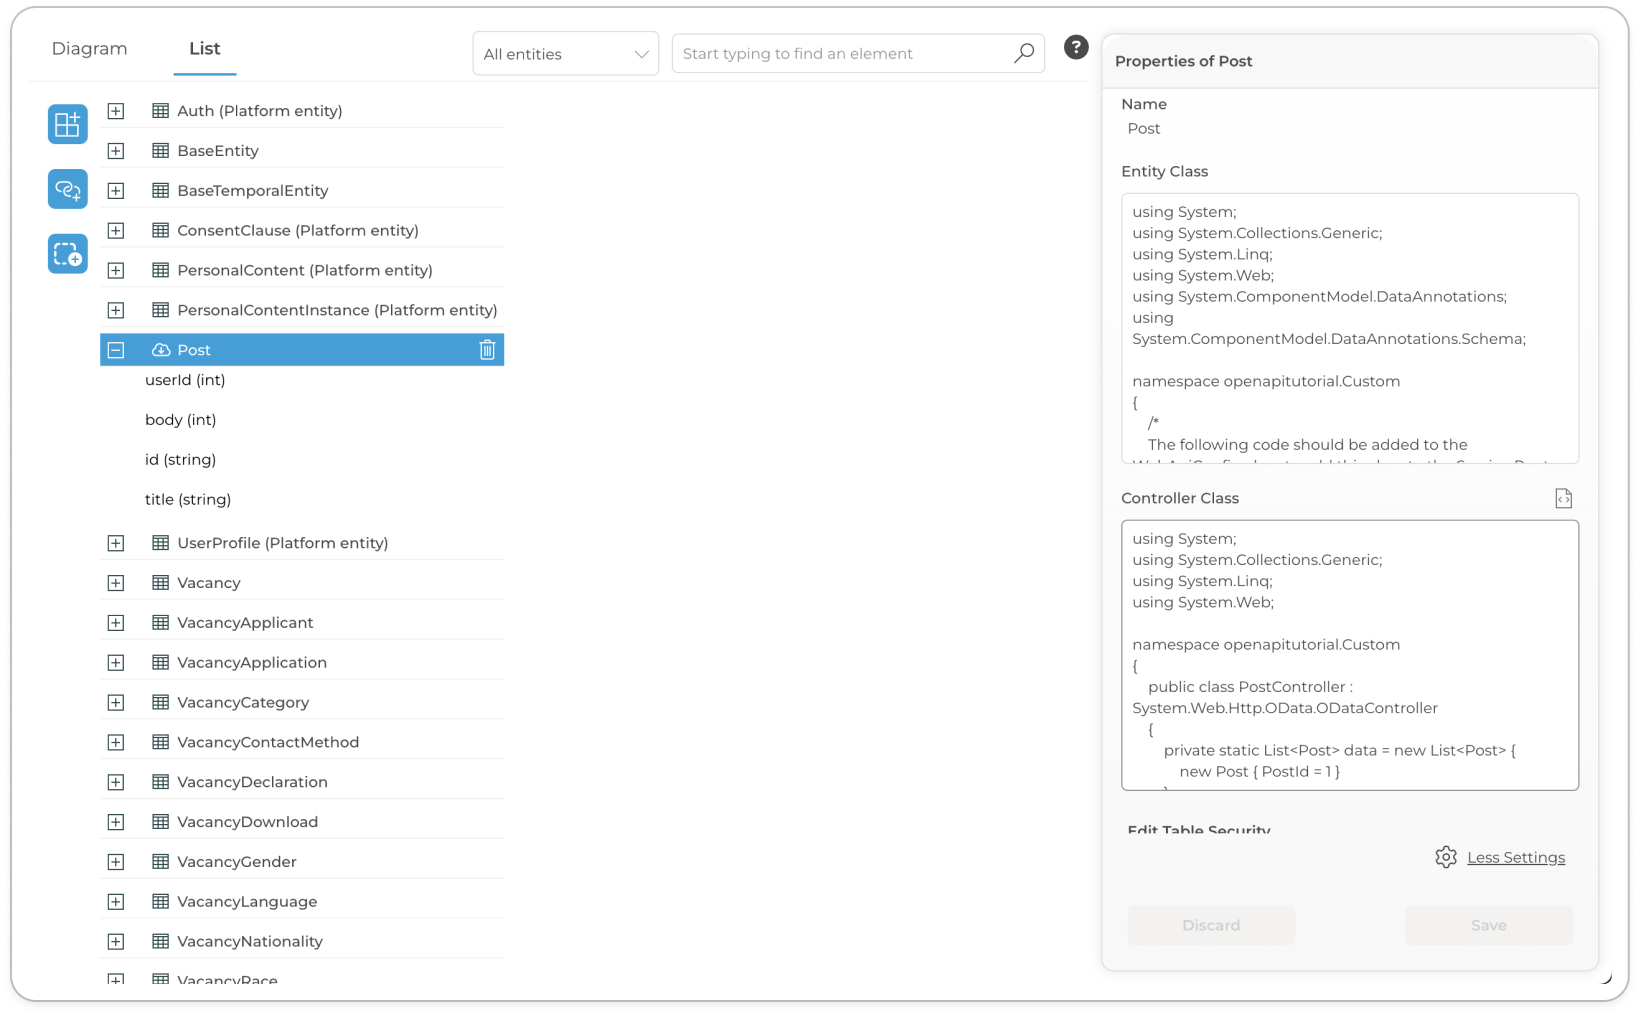 Diagram
List
All entities
Start typing to find an element
?
Auth (Platform entity)
BaseEntity
BaseTemporalEntity
ConsentClause (Platform entity)
PersonalContent (Platform entity)
PersonalContentInstance (Platform entity)
Post
userId (int)
body (int)
id (string)
title (string)
UserProfile (Platform entity)
Vacancy
VacancyApplicant
VacancyApplication
VacancyCategory
VacancyContactMethod
VacancyDeclaration
VacancyDownload
VacancyGender
VacancyLanguage
VacancyNationality
VacancyRace
Properties of Post
Name
Post
Entity Class
using System;
using System.Collections.Generic;
using System.Linq;
using System.Web;
using System.ComponentModel.DataAnnotations;
using
System.ComponentModel.DataAnnotations.Schema;
namespace openapitutorial.Custom
{
/*
The following code should be added to the
Controller Class
using System;
using System.Collections.Generic;
using System.Linq;
using System.Web;
namespace openapitutorial.Custom
{
public class PostController :
System.Web.Http.OData.ODataController
{
private static List<Post> data = new List<Post> {
new Post { PostId = 1 }
}
Edit Table Security
Less Settings
Discard
Save